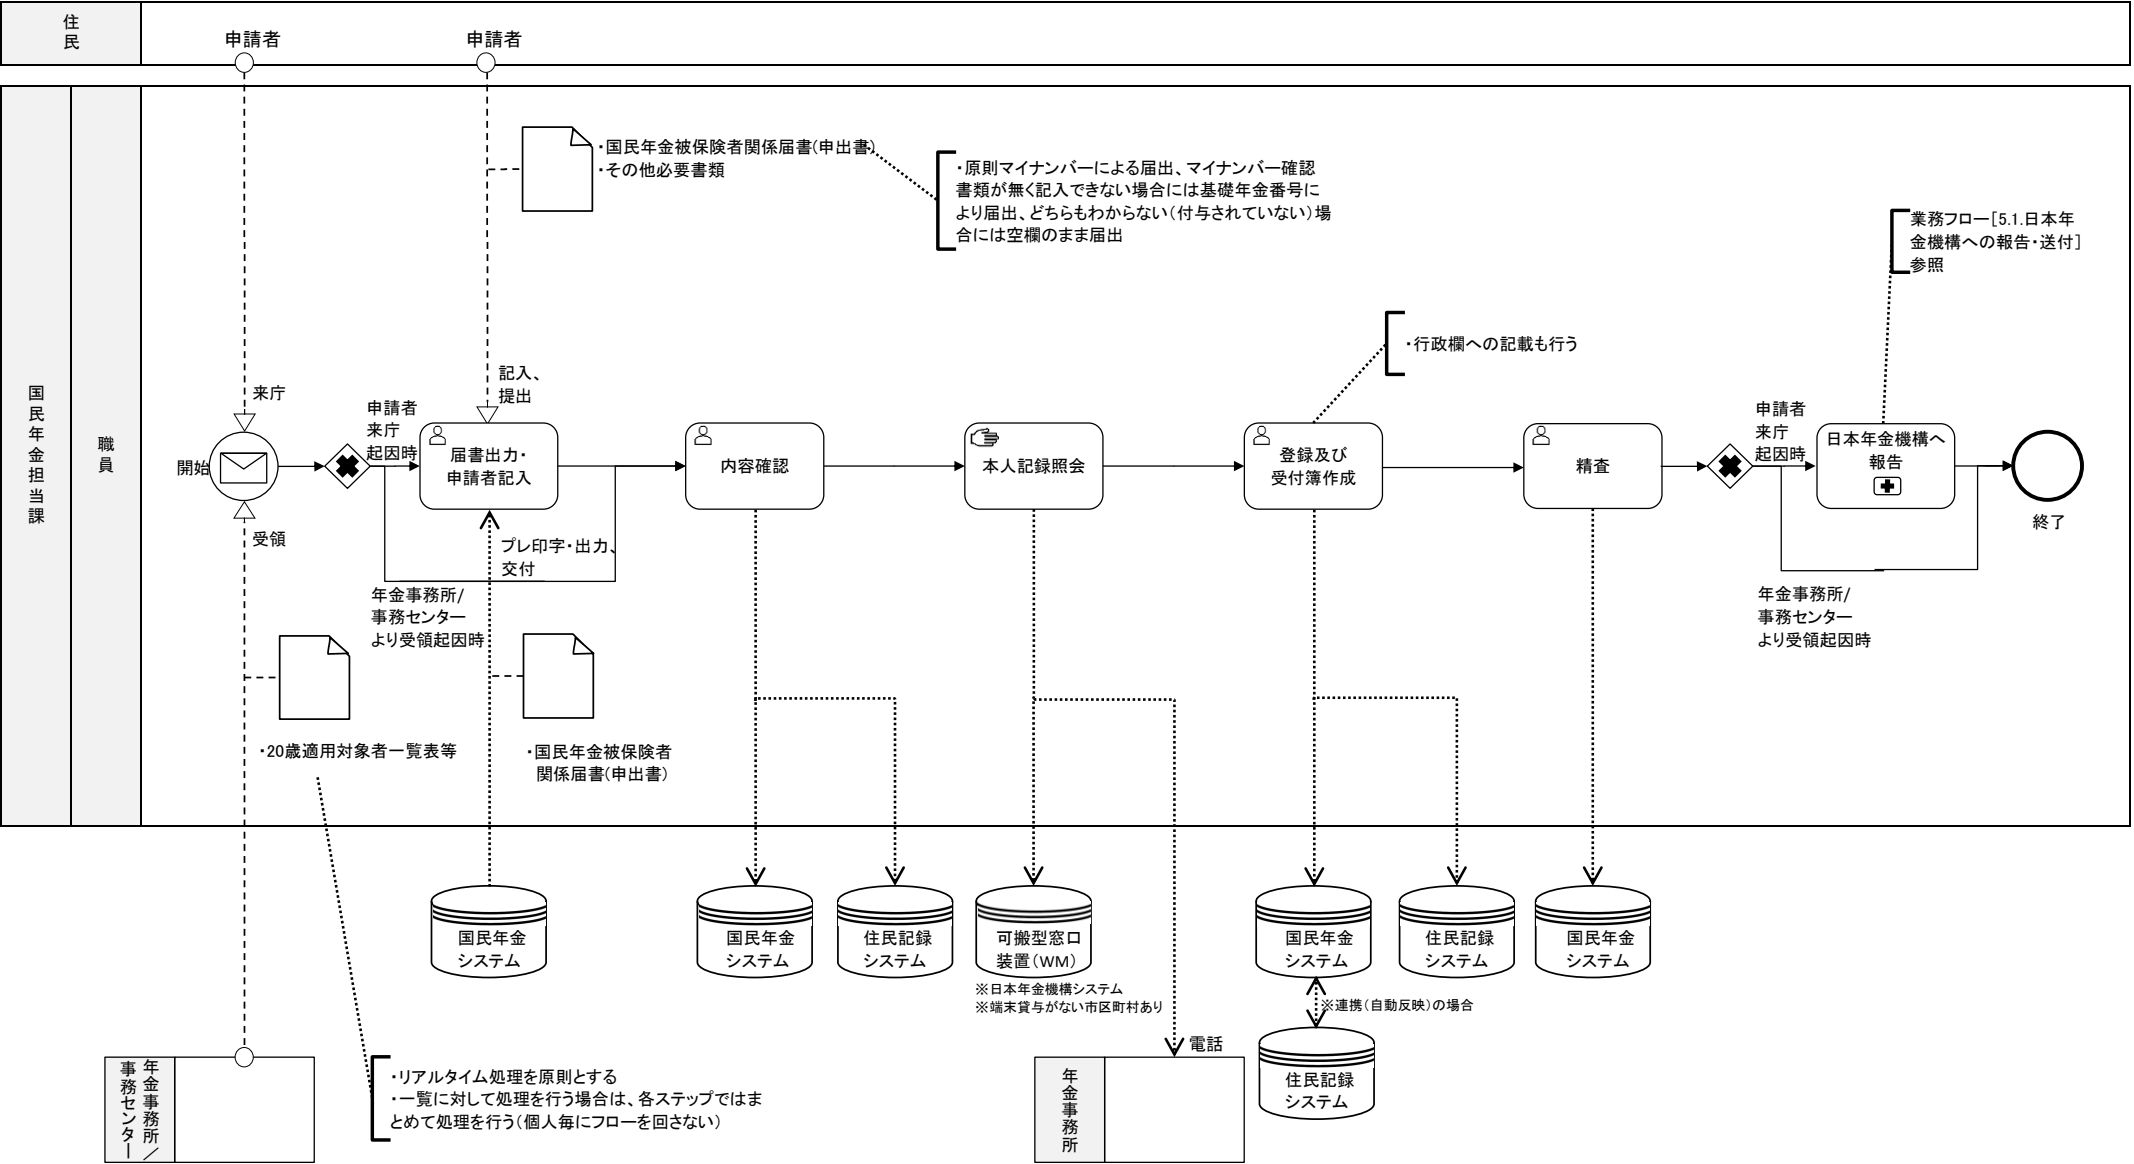 住民
申請者
申請者
国民年金担当課
職員
・国民年金被保険者関係届書(申出書)
・その他必要書類
・原則マイナンバーによる届出、マイナンバー確認
書類が無く記入できない場合には基礎年金番号に
より届出、どちらもわからない（付与されていない）場
合には空欄のまま届出
業務フロー［5.1.日本年
金機構への報告・送付］
参照
・行政欄への記載も行う
来庁
記入、
提出
開始
申請者
来庁
起因時
届書出力・
申請者記入
内容確認
本人記録照会
登録及び
受付簿作成
精査
申請者
来庁
起因時
日本年金機構へ
報告
終了
受領
プレ印字・出力、
交付
年金事務所/
事務センター
より受領起因時
年金事務所/
事務センター
より受領起因時
・20歳適用対象者一覧表等
・国民年金被保険者
関係届書(申出書)
国民年金
システム
国民年金
システム
住民記録
システム
可搬型窓口
装置（WM）
※日本年金機構システム
※端末貸与がない市区町村あり
国民年金
システム
住民記録
システム
国民年金
システム
※連携（自動反映）の場合
住民記録
システム
年金事務所／
事務センター
・リアルタイム処理を原則とする
・一覧に対して処理を行う場合は、各ステップではま
とめて処理を行う（個人毎にフローを回さない）
電話
年金事務所